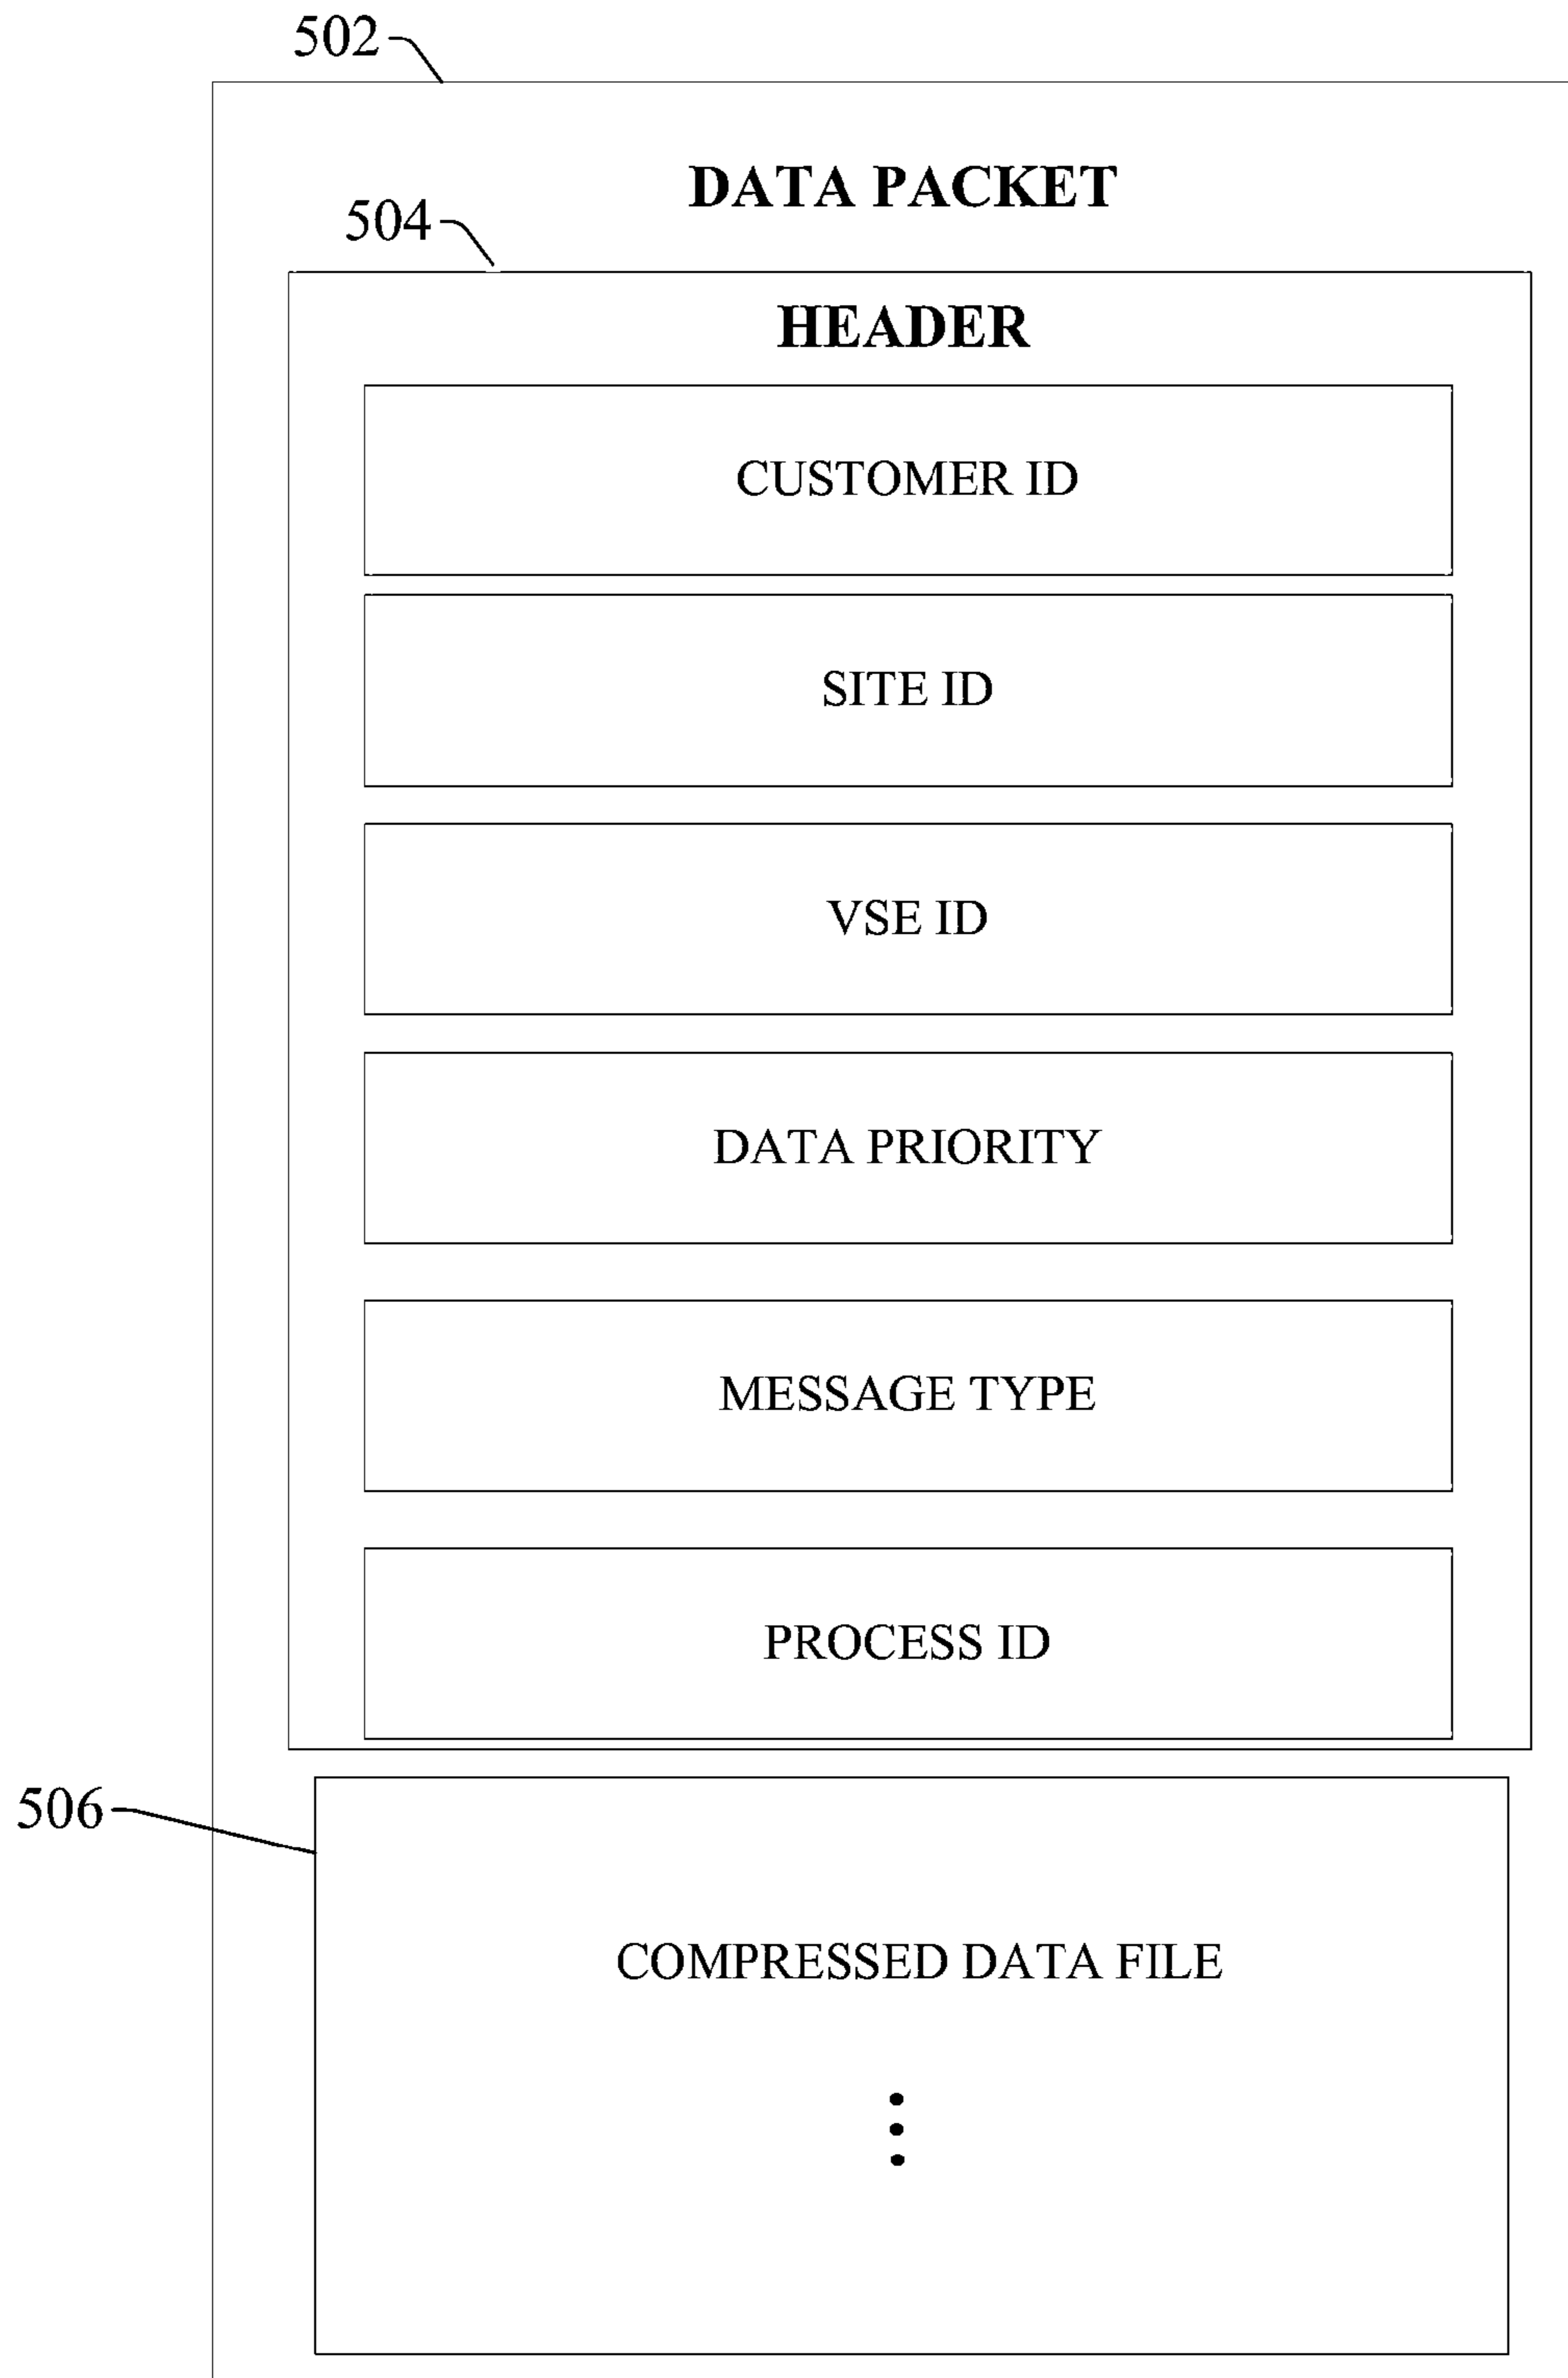 502
DATA PACKET
504
HEADER
CUSTOMER ID
SITE ID
VSE ID
DATA PRIORITY
MESSAGE TYPE
PROCESS ID
506
COMPRESSED DATA FILE